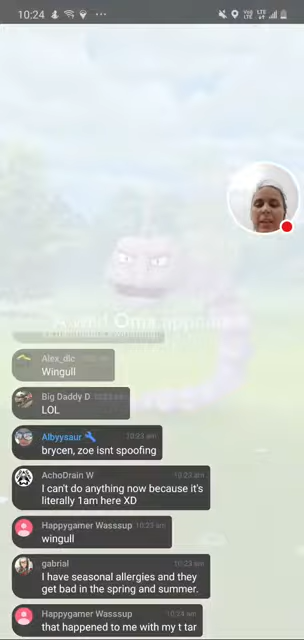 10:24
Alex_dlc
Wingull
Big Daddy D 10:23 am
LOL
Albyysaur 10:23 am
brycen, zoe isnt spoofing
AchoDrain W 10:23 am
I can't do anything now because it's
literally 1am here XD
Happygamer Wasssup 10:23 am
wingull
gabrial 10:23 am
I have seasonal allergies and they
get bad in the spring and summer.
Happygamer Wasssup 10:24 am
that happened to me with my t tar